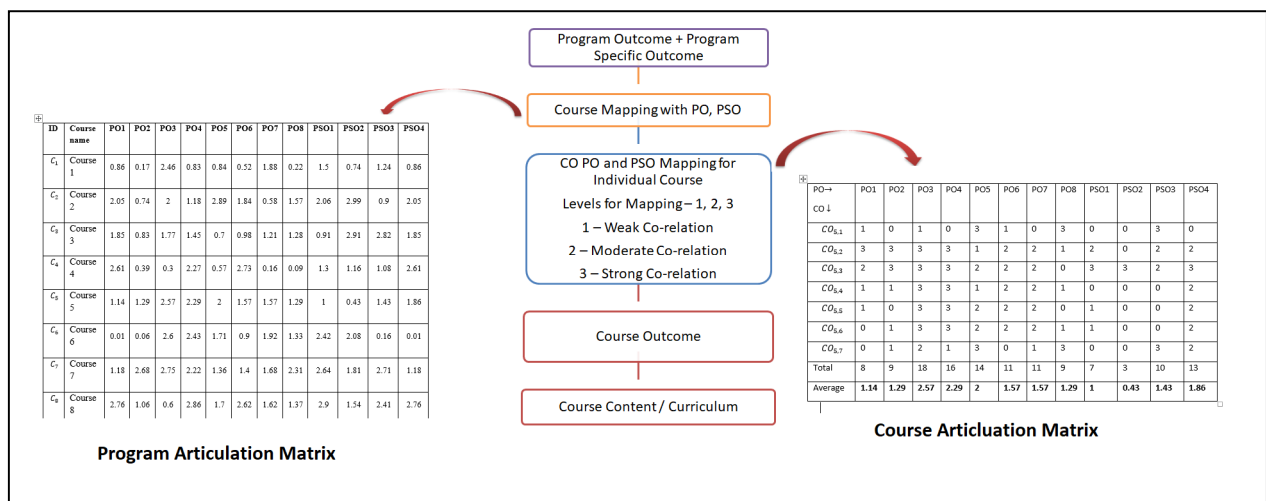 Program Outcome + Program
Specific Outcome
Course Mapping with PO, PSO
CO PO and PSO Mapping for
Individual Course
Levels for Mapping – 1, 2, 3
1 – Weak Co-relation
2 – Moderate Co-relation
3 – Strong Co-relation
Course Outcome
Course Content / Curriculum
ID Course name PO1 PO2 PO3 PO4 PO5 PO6 PO7 PO8 PSO1 PSO2 PSO3 PSO4
C1 Course 1 0.86 0.17 2.46 0.83 0.84 0.52 1.88 0.22 1.5 0.74 1.24 0.86
C2 Course 2 2.05 0.74 2 1.18 2.89 1.84 0.58 1.57 2.06 2.99 0.9 2.05
C3 Course 3 1.85 0.83 1.77 1.45 0.7 0.98 1.21 1.28 0.91 2.91 2.82 1.85
C4 Course 4 2.61 0.39 0.3 2.27 0.57 2.73 0.16 0.09 1.3 1.16 1.08 2.61
C5 Course 5 1.14 1.29 2.57 2.29 2 1.57 1.57 1.29 1 0.43 1.43 1.86
C6 Course 6 0.01 0.06 2.6 2.43 1.71 0.9 1.92 1.33 2.42 2.08 0.16 0.01
C7 Course 7 1.18 2.68 2.75 2.22 1.36 1.4 1.68 2.31 2.64 1.81 2.71 1.18
C8 Course 8 2.76 1.06 0.6 2.86 1.7 2.62 1.62 1.37 2.9 1.54 2.41 2.76
Program Articulation Matrix
PO→ PO1 PO2 PO3 PO4 PO5 PO6 PO7 PO8 PSO1 PSO2 PSO3 PSO4
CO↓
CO5.1 1 0 1 0 3 1 0 3 0 0 3 0
CO5.2 3 3 3 3 1 2 2 1 2 0 2 2
CO5.3 2 3 3 3 2 2 2 0 3 3 2 3
CO5.4 1 1 3 3 1 2 2 1 0 0 0 2
CO5.5 1 0 3 3 2 2 2 0 1 0 0 2
CO5.6 0 1 3 3 2 2 2 1 1 0 0 2
CO5.7 0 1 2 1 3 0 1 3 0 0 3 2
Total 8 9 18 16 14 11 11 9 7 3 10 13
Average 1.14 1.29 2.57 2.29 2 1.57 1.57 1.29 1 0.43 1.43 1.86
Course Articluation Matrix